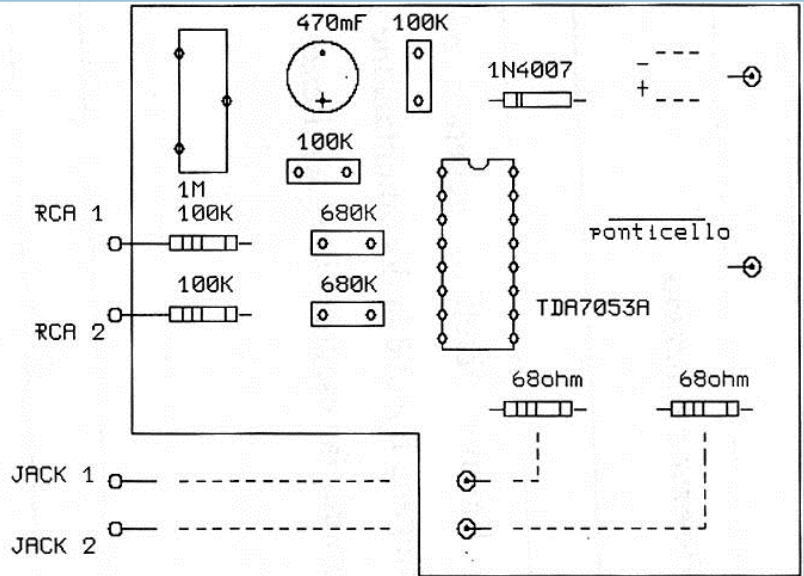 470mF
100K
1N4007
-
+
100K
1M
RCA 1
100K
680K
ponticello
100K
680K
RCA 2
TDA7053A
68ohm
68ohm
JACK 1
JACK 2